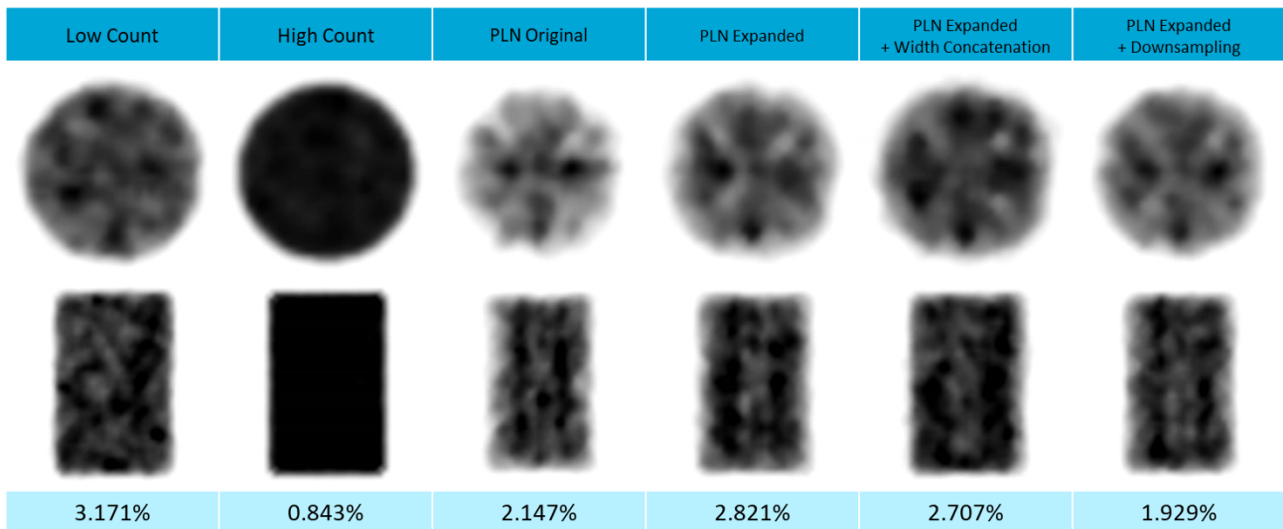 Low Count
High Count
PLN Original
PLN Expanded
PLN Expanded
+ Width Concatenation
PLN Expanded
+ Downsampling
3.171%
0.843%
2.147%
2.821%
2.707%
1.929%